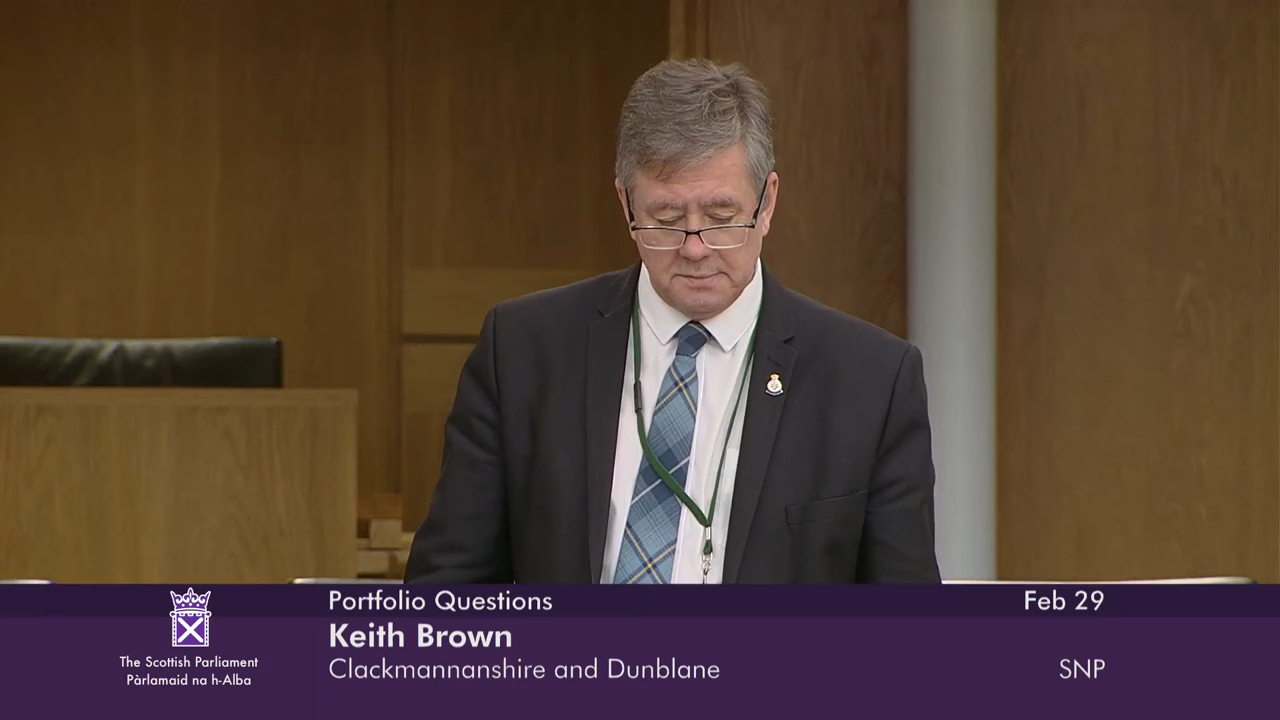 Portfolio Questions
Feb 29
Keith Brown
Clackmannanshire and Dunblane
SNP
The Scottish Parliament
Pàrlamaid na h-Alba